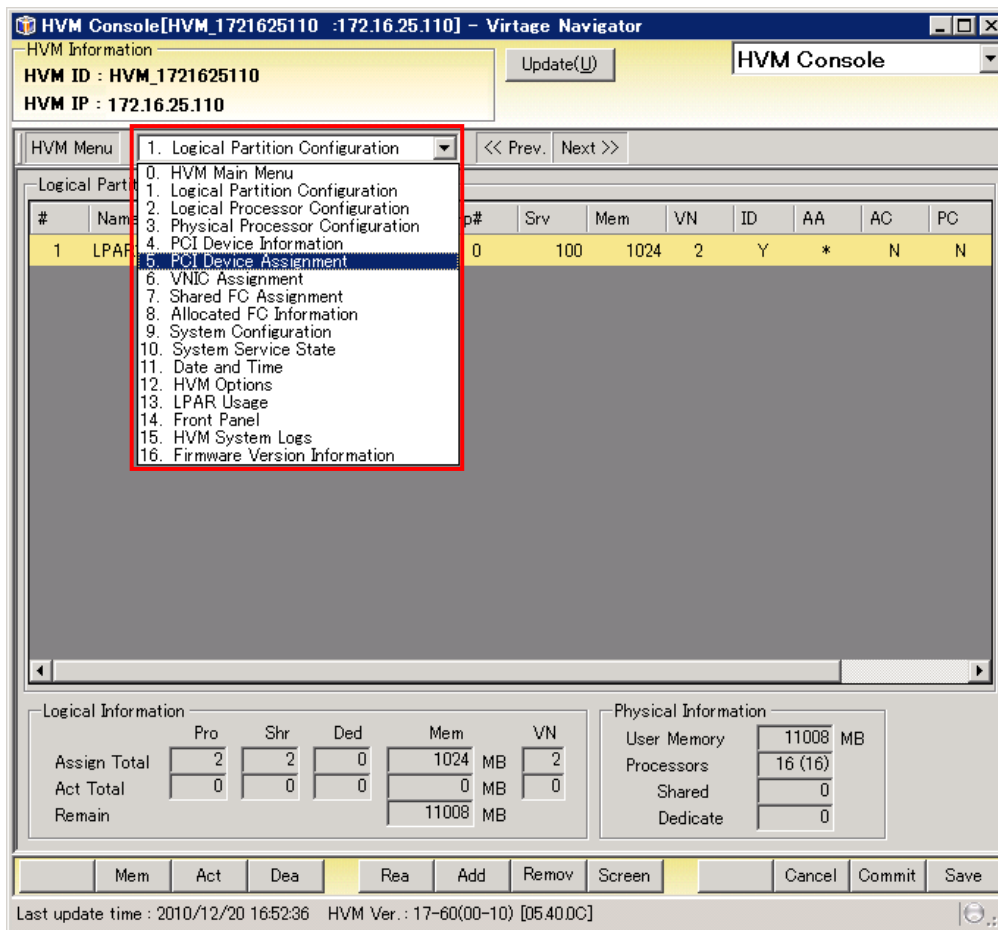 HVM Console[HVM_1721625110 :172.16.25.110] - Virtage Navigator
HVM Information
HVM ID : HVM_1721625110
HVM IP : 172.16.25.110
Update(U)
HVM Console
HVM Menu
1. Logical Partition Configuration
<< Prev.
Next >>
0. HVM Main Menu
1. Logical Partition Configuration
2. Logical Processor Configuration
3. Physical Processor Configuration
4. PCI Device Information
5. PCI Device Assignment
6. VNIC Assignment
7. Shared FC Assignment
8. Allocated FC Information
9. System Configuration
10. System Service State
11. Date and Time
12. HVM Options
13. LPAR Usage
14. Front Panel
15. HVM System Logs
16. Firmware Version Information
Logical
# Srv Mem VN ID AA AC PC
1 0 100 1024 2 Y * N N
Logical Information
Pro Shr Ded Mem VN
Assign Total 2 2 0 1024 MB 2
Act Total 0 0 0 0 MB 0
Remain 11008 MB
Physical Information
User Memory 11008 MB
Processors 16 (16)
Shared 0
Dedicate 0
Mem Act Dea Rea Add Remov Screen Cancel Commit Save
Last update time : 2010/12/20 16:52:36 HVM Ver. : 17-60(00-10) [05.40.0C]